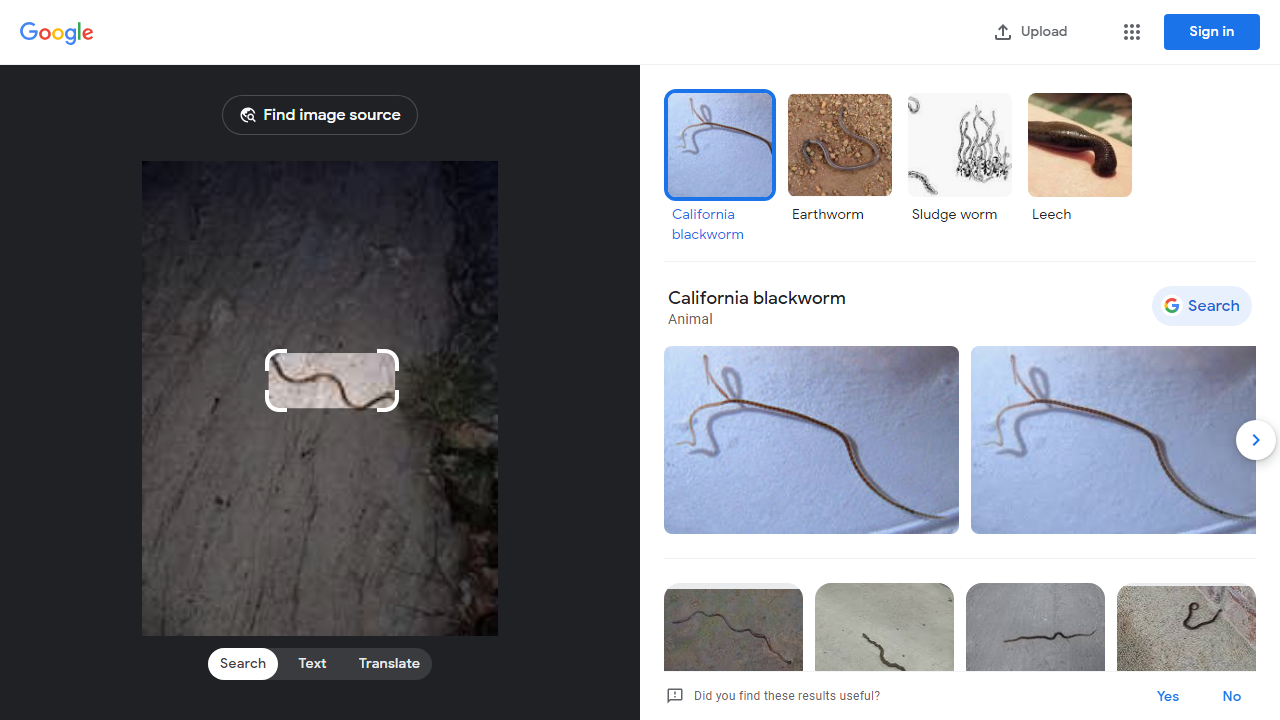 Google
Upload
Sign in
Find image source
California
blackworm
Earthworm
Sludge worm
Leech
California blackworm
Animal
Search
Search
Text
Translate
Did you find these results useful?
Yes
No